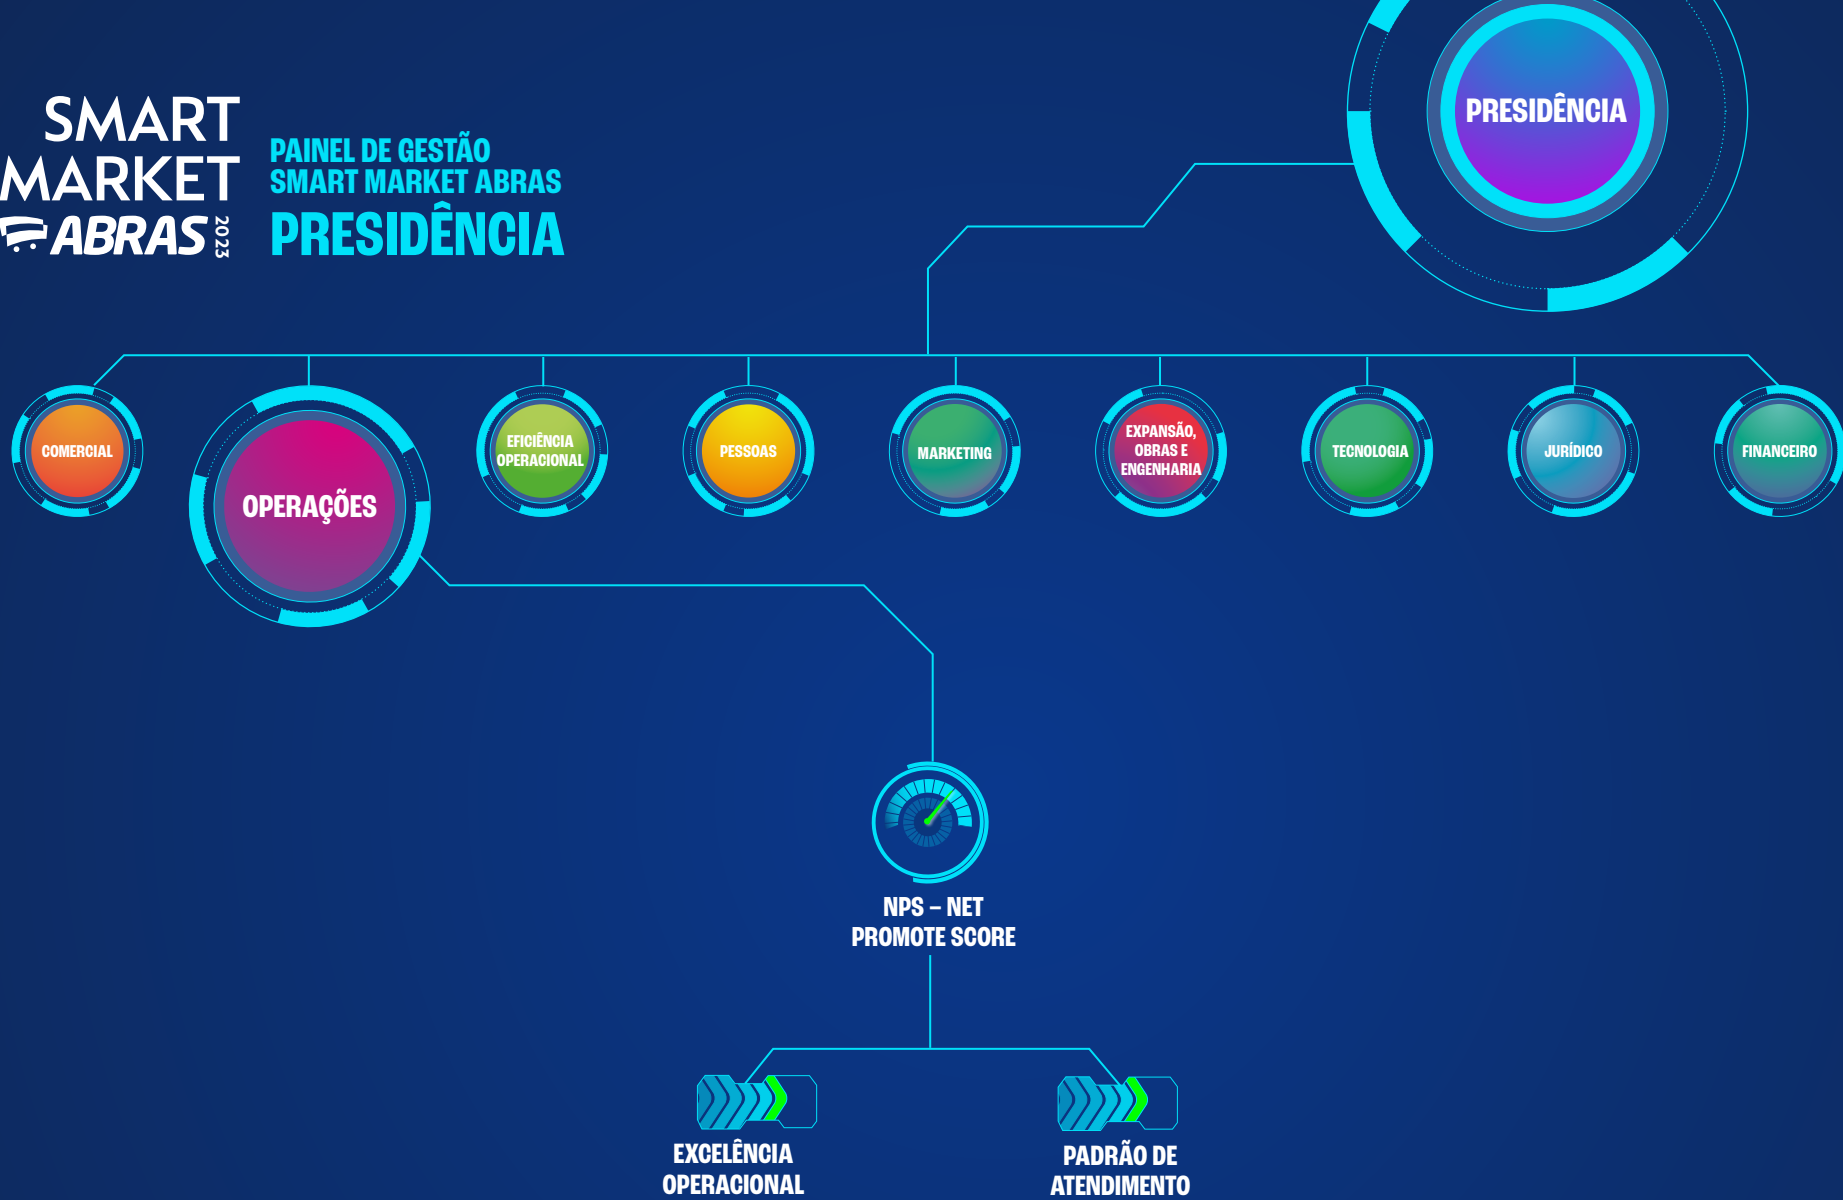 SMART
MARKET
ABRAS 2023
PAINEL DE GESTÃO
SMART MARKET ABRAS
PRESIDÊNCIA
PRESIDÊNCIA
COMERCIAL
OPERAÇÕES
EFICIÊNCIA
OPERACIONAL
PESSOAS
MARKETING
EXPANSÃO,
OBRAS E
ENGENHARIA
TECNOLOGIA
JURÍDICO
FINANCEIRO
NPS – NET
PROMOTE SCORE
EXCELÊNCIA
OPERACIONAL
PADRÃO DE
ATENDIMENTO